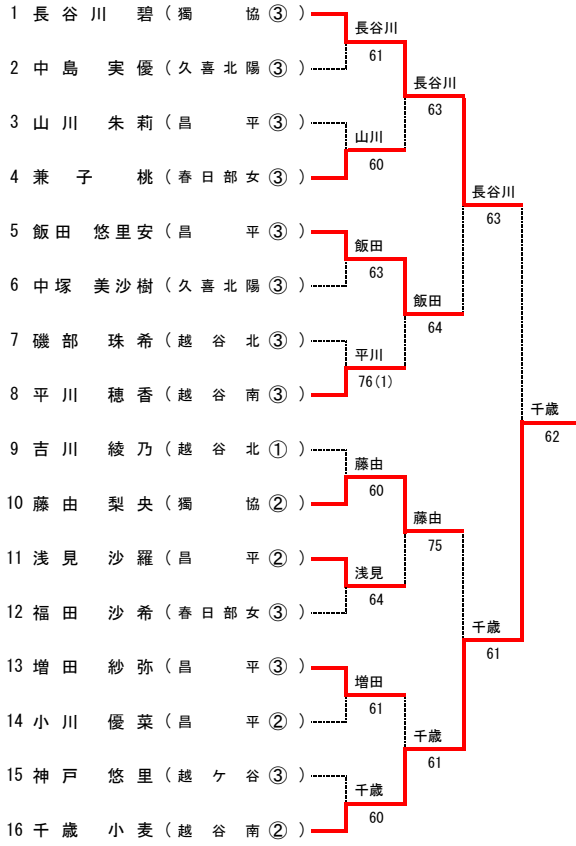 1 長谷川 碧 ( 獨 協 ③ )
長谷川
61
2 中島 実優 ( 久喜北陽 ③ )
長谷川
63
3 山川 朱莉 ( 昌 平 ③ )
山川
60
4 兼子 桃 ( 春日部女 ③ )
長谷川
63
5 飯田 悠里安 ( 昌 平 ③ )
飯田
63
6 中塚 美沙樹 ( 久喜北陽 ③ )
飯田
64
7 磯部 珠希 ( 越谷北 ③ )
平川
76(1)
8 平川 穂香 ( 越谷南 ③ )
千歳
62
9 吉川 綾乃 ( 越谷北 ① )
藤由
60
10 藤由 梨央 ( 獨 協 ② )
藤由
75
11 浅見 沙羅 ( 昌 平 ② )
浅見
64
12 福田 沙希 ( 春日部女 ③ )
千歳
61
13 増田 紗弥 ( 昌 平 ③ )
増田
61
14 小川 優菜 ( 昌 平 ② )
千歳
61
15 神戸 悠里 ( 越ケ谷 ③ )
千歳
60
16 千歳 小麦 ( 越谷南 ② )